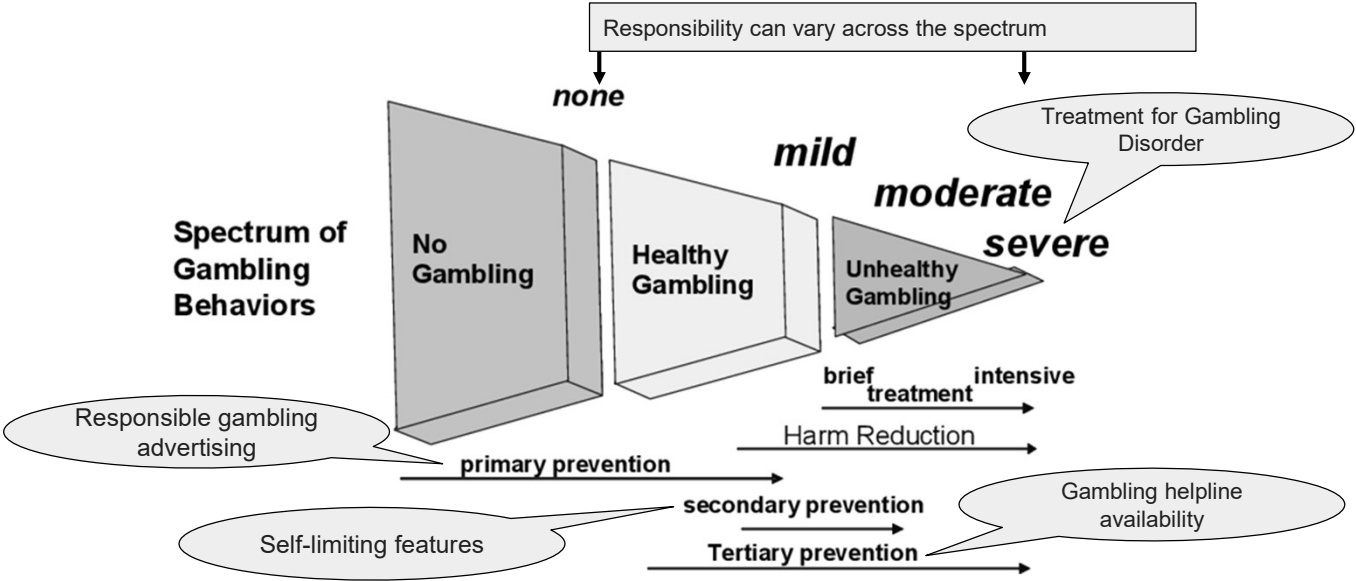 Responsibility can vary across the spectrum
none
Treatment for Gambling
Disorder
mild
moderate
severe
Spectrum of
Gambling
Behaviors
No
Gambling
Healthy
Gambling
Unhealthy
Gambling
brief
intensive
treatment
Harm Reduction
Responsible gambling
advertising
primary prevention
secondary prevention
Gambling helpline
availability
Self-limiting features
Tertiary prevention